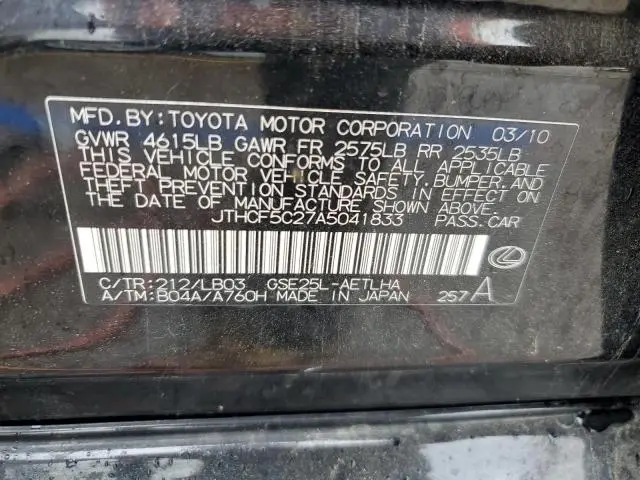 MFD. BY: TOYOTA MOTOR CORPORATION 03/10
GVWR 4615LB GAWR FR 2575LB RR 2535LB
THIS VEHICLE CONFORMS TO ALL APPLICABLE
FEDERAL MOTOR VEHICLE SAFETY, BUMPER, AND
THEFT PREVENTION STANDARDS IN EFFECT ON
THE DATE OF MANUFACTURE SHOWN ABOVE.
JTHCF5C27A5041833 PASS. CAR
C/TR: 212/LB03 GSE25L-AETLHA
A/TM: B04A/A760H MADE IN JAPAN 257 A